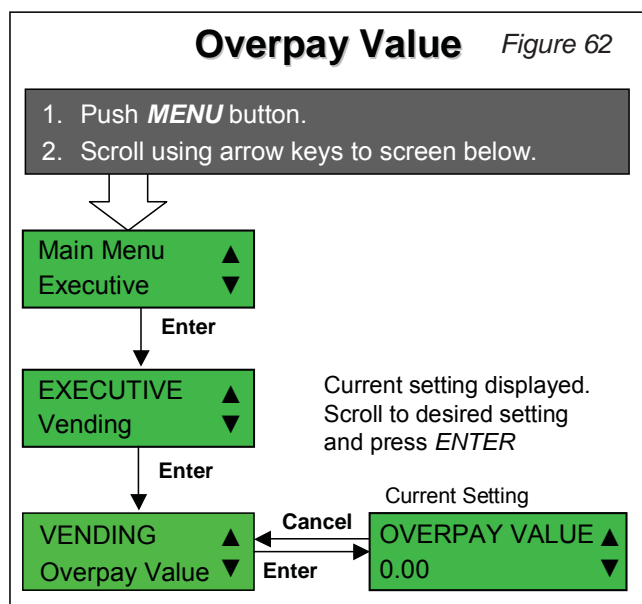 Overpay Value Figure 62
1. Push MENU button.
2. Scroll using arrow keys to screen below.
Main Menu ▲
Executive ▼
Enter
EXECUTIVE ▲
Vending ▼
Current setting displayed.
Scroll to desired setting
and press ENTER
Enter
Current Setting
VENDING ▲
Overpay Value ▼
Cancel
Enter
OVERPAY VALUE ▲
0.00 ▼